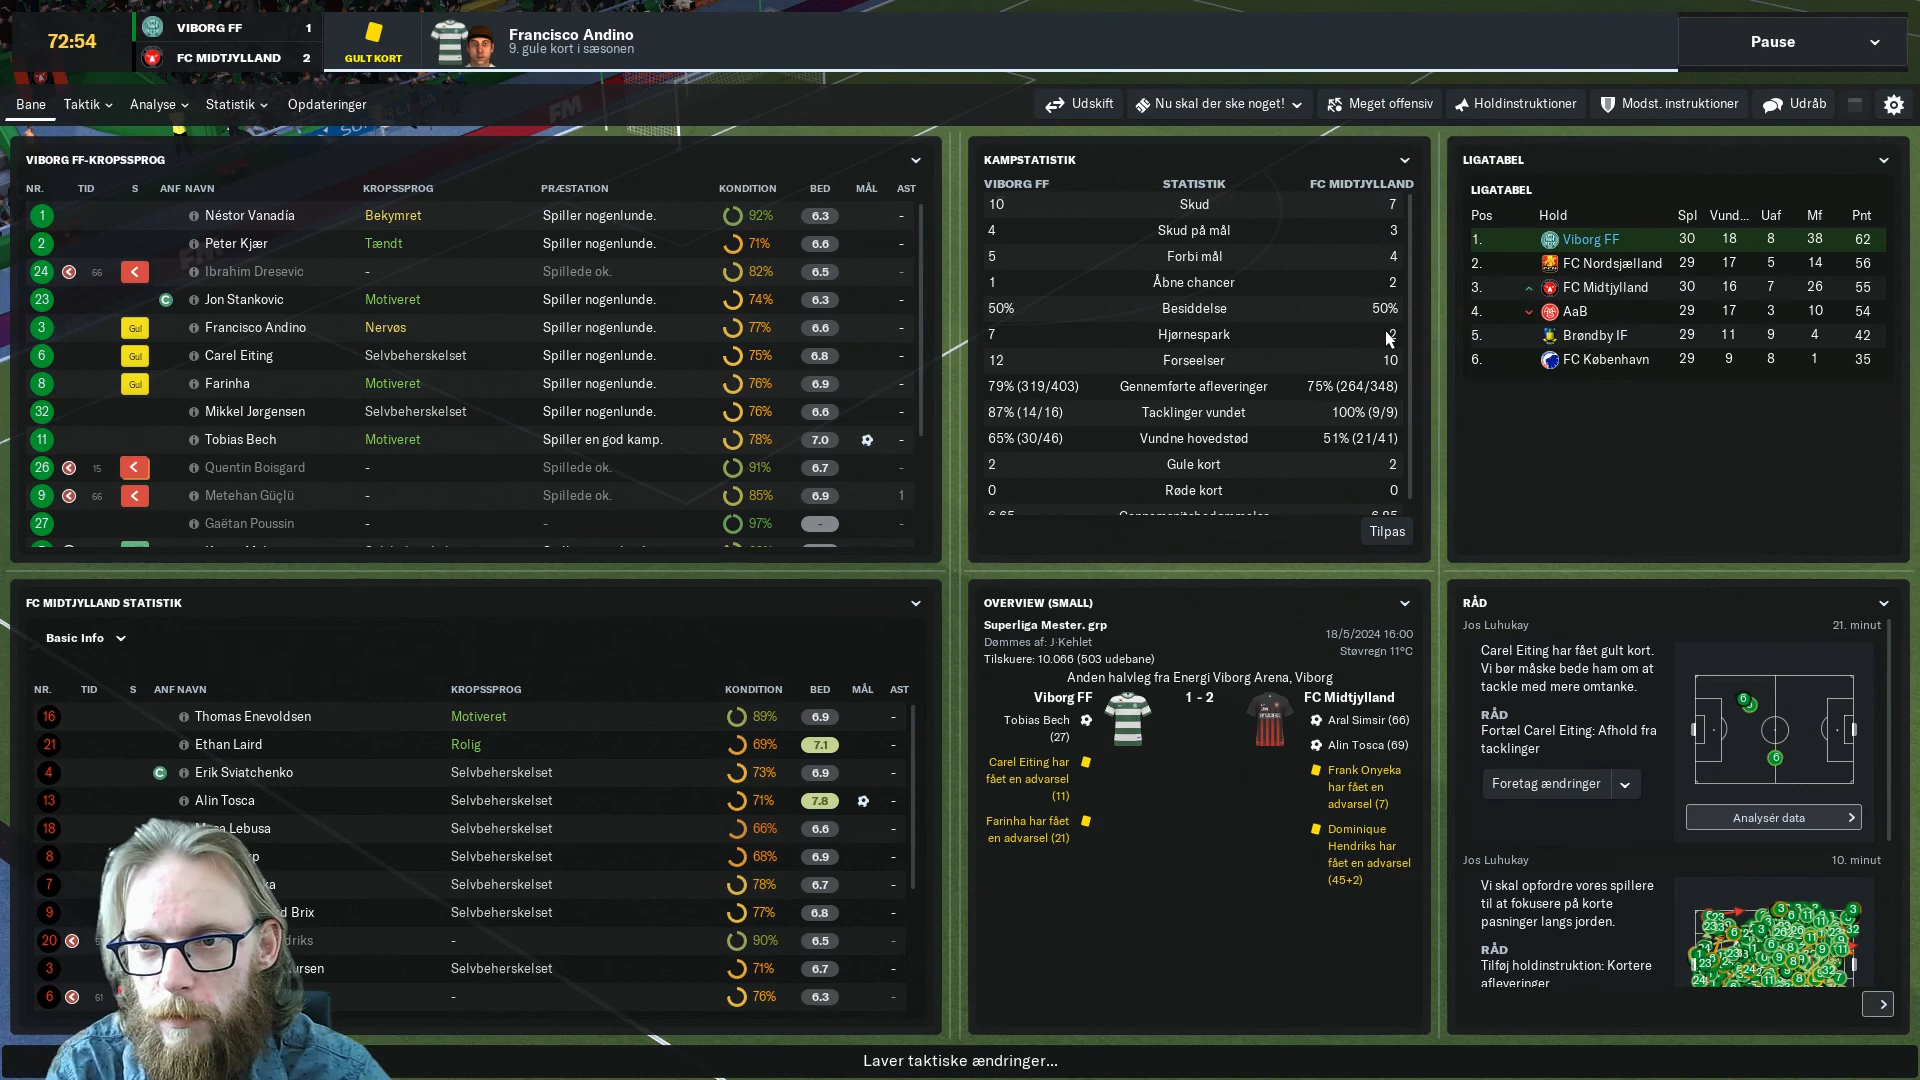 72:54
VIBORG FF 1
FC MIDTJYLLAND 2
GULT KORT
Francisco Andino
9. gule kort i sæsonen
Pause
Bane Taktik Analyse Statistik Opdateringer
Udskift Nu skal der ske noget! Meget offensiv Holdinstruktioner Modst. instruktioner Udråb
VIBORG FF-KROPSSPROG
NR. TID S ANF NAVN KROPSSPROG PRÆSTATION KONDITION BED MÅL AST
1 Néstor Vanadía Bekymret Spiller nogenlunde. 92% 6.3 -
2 Peter Kjær Tændt Spiller nogenlunde. 71% 6.6 -
24 66 Ibrahim Dresevic - Spillede ok. 82% 6.5 -
23 C Jon Stankovic Motiveret Spiller nogenlunde. 74% 6.3 -
3 Gul Francisco Andino Nervøs Spiller nogenlunde. 77% 6.6 -
6 Gul Carel Eiting Selvbeherskelset Spiller nogenlunde. 75% 6.8 -
8 Gul Farinha Motiveret Spiller nogenlunde. 76% 6.9 -
32 Mikkel Jørgensen Selvbeherskelset Spiller nogenlunde. 76% 6.6 -
11 Tobias Bech Motiveret Spiller en god kamp. 78% 7.0 -
26 15 Quentin Boisgard - Spillede ok. 91% 6.7 -
9 66 Metehan Güçlü - Spillede ok. 85% 6.9 1
27 Gaëtan Poussin - - 97% - -
KAMPSTATISTIK
VIBORG FF STATISTIK FC MIDTJYLLAND
10 Skud 7
4 Skud på mål 3
5 Forbi mål 4
1 Åbne chancer 2
50% Besiddelse 50%
7 Hjørnespark 2
12 Forseelser 10
79% (319/403) Gennemførte afleveringer 75% (264/348)
87% (14/16) Tacklinger vundet 100% (9/9)
65% (30/46) Vundne hovedstød 51% (21/41)
2 Gule kort 2
0 Røde kort 0
Tilpas
LIGATABEL
LIGATABEL
Pos Hold Spl Vund... Uaf Mf Pnt
1. Viborg FF 30 18 8 38 62
2. FC Nordsjælland 29 17 5 14 56
3. FC Midtjylland 30 16 7 26 55
4. AaB 29 17 3 10 54
5. Brøndby IF 29 11 9 4 42
6. FC København 29 9 8 1 35
FC MIDTJYLLAND STATISTIK
Basic Info
NR. TID S ANF NAVN KROPSSPROG KONDITION BED MÅL AST
16 Thomas Enevoldsen Motiveret 89% 6.9 -
21 Ethan Laird Rolig 69% 7.1 -
4 C Erik Sviatchenko Selvbeherskelset 73% 6.9 -
13 Alin Tosca Selvbeherskelset 71% 7.8 -
18 Lebusa Selvbeherskelset 66% 6.6 -
8 Selvbeherskelset 68% 6.9 -
7 Selvbeherskelset 78% 6.7 -
9 Brix Selvbeherskelset 77% 6.8 -
20 - 90% 6.5 -
3 Selvbeherskelset 71% 6.7 -
6 61 - 76% 6.3 -
OVERVIEW (SMALL)
Superliga Mester. grp
Dømmes af: J Kehlet
Tilskuere: 10.066 (503 udebane)
18/5/2024 16:00
Støvregn 11°C
Anden halvleg fra Energi Viborg Arena, Viborg
Viborg FF 1 - 2 FC Midtjylland
Tobias Bech
(27)
Carel Eiting har
fået en advarsel
(11)
Farinha har fået
en advarsel (21)
Aral Simsir (66)
Alin Tosca (69)
Frank Onyeka
har fået en
advarsel (7)
Dominique
Hendriks har
fået en advarsel
(45+2)
RÅD
Jos Luhukay 21. minut
Carel Eiting har fået gult kort.
Vi bør måske bede ham om at
tackle med mere omtanke.
RÅD
Fortæl Carel Eiting: Afhold fra
tacklinger
Foretag ændringer
Analysér data
Jos Luhukay 10. minut
Vi skal opfordre vores spillere
til at fokusere på korte
pasninger langs jorden.
RÅD
Tilføj holdinstruktion: Kortere
afleveringer
Laver taktiske ændringer...